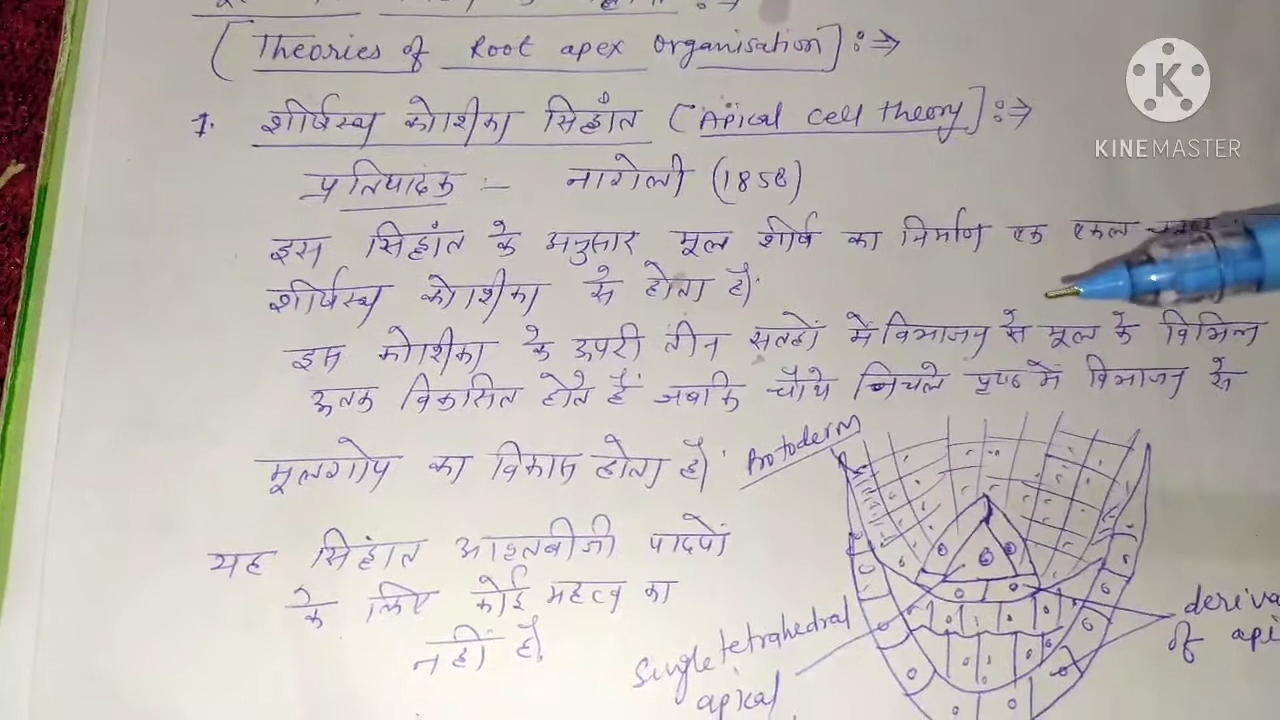 [Theories of Root apex organisation] :⇒
1. शीर्षस्थ कोशिका सिद्धांत [Apical cell theory] :⇒
प्रतिपादक :- नागेली (1858)
इस सिद्धांत के अनुसार मूल शीर्ष का निर्माण एक एकल
शीर्षस्थ कोशिका से होता है।
इस कोशिका के ऊपरी तीन सतहों में विभाजन से मूल के विभिन्न
ऊतक विकसित होते हैं जबकि चौथे निचले पृष्ठ में विभाजन से
मूलगोप का विकास होता है।
Protoderm
यह सिद्धांत आवृतबीजी पादपों
के लिए कोई महत्व का
नहीं है।
Single tetrahedral
apical
deriva
of api
KINEMASTER